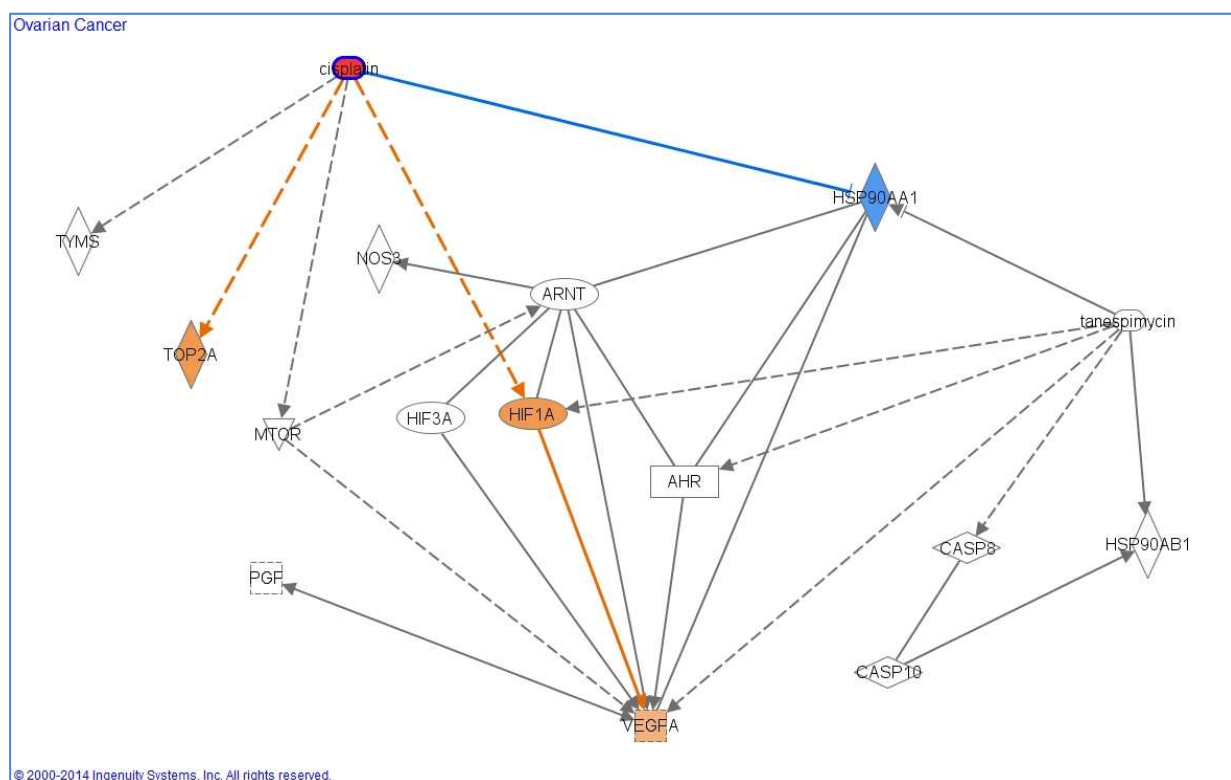 Ovarian Cancer
cisplatin
HSP90AA1
TYMS
NOS3
ARNT
tanespimycin
TOP2A
HIF3A
HIF1A
MTOR
AHR
CASP8
HSP90AB1
PGF
CASP10
VEGFA
© 2000-2014 Ingenuity Systems, Inc. All rights reserved.